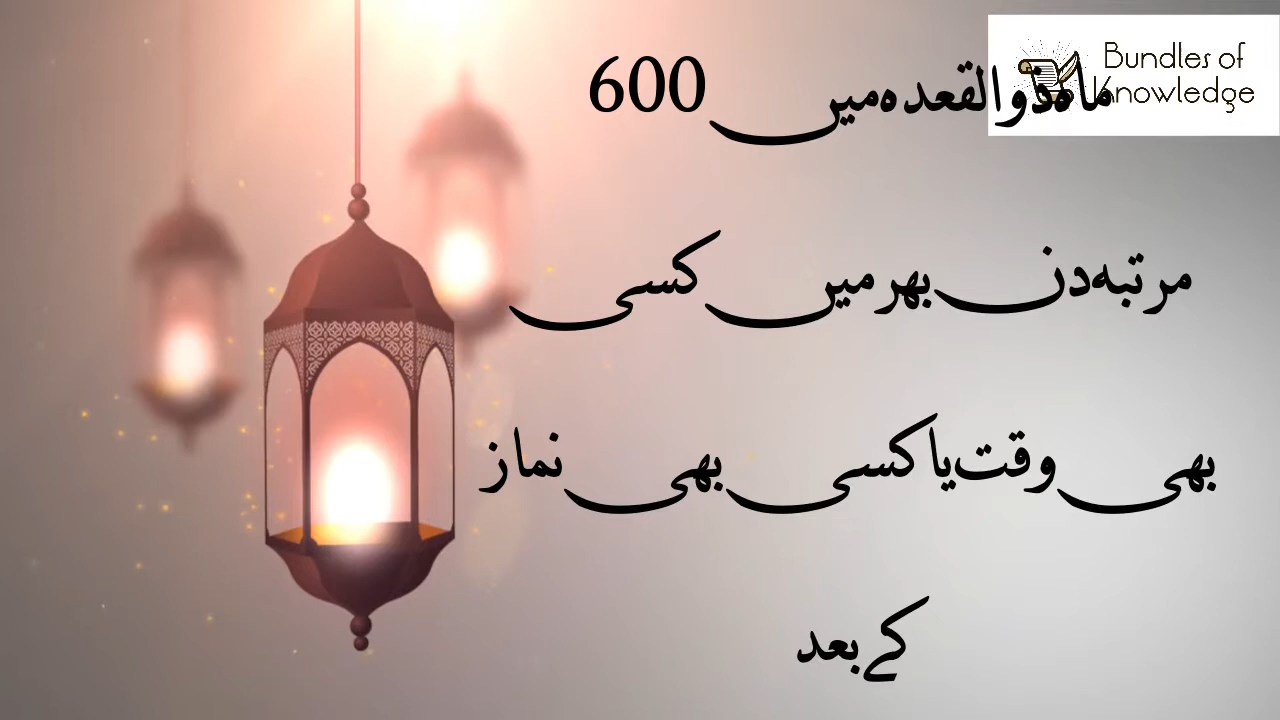 Bundles of
Knowledge
ماہ ذوالقعدہ میں 600
مرتبہ دن بھر میں کسی
بھی وقت یا کسی بھی نماز
کے بعد